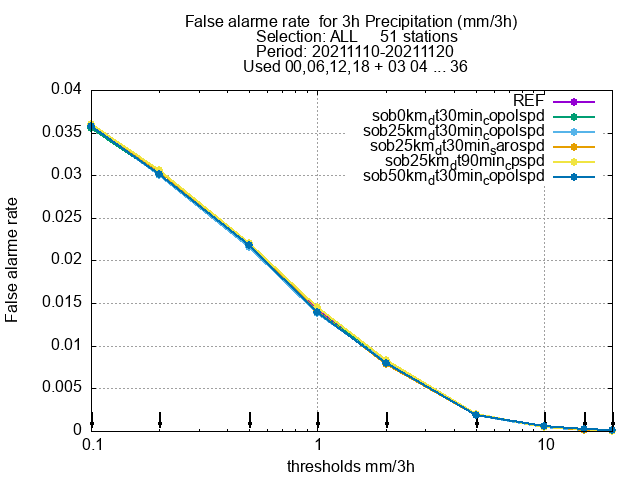 False alarme rate  for 3h Precipitation (mm/3h)
Selection: ALL     51 stations
Period: 20211110-20211120
Used 00,06,12,18 + 03 04 ... 36
REF
sob0km_dt30min_copolspd
sob25km_dt30min_copolspd
sob25km_dt30min_sarospd
sob25km_dt90min_cpspd
sob50km_dt30min_copolspd
0.04
0.035
0.03
0.025
0.02
0.015
0.01
0.005
0
False alarme rate
0.1
1
10
thresholds mm/3h